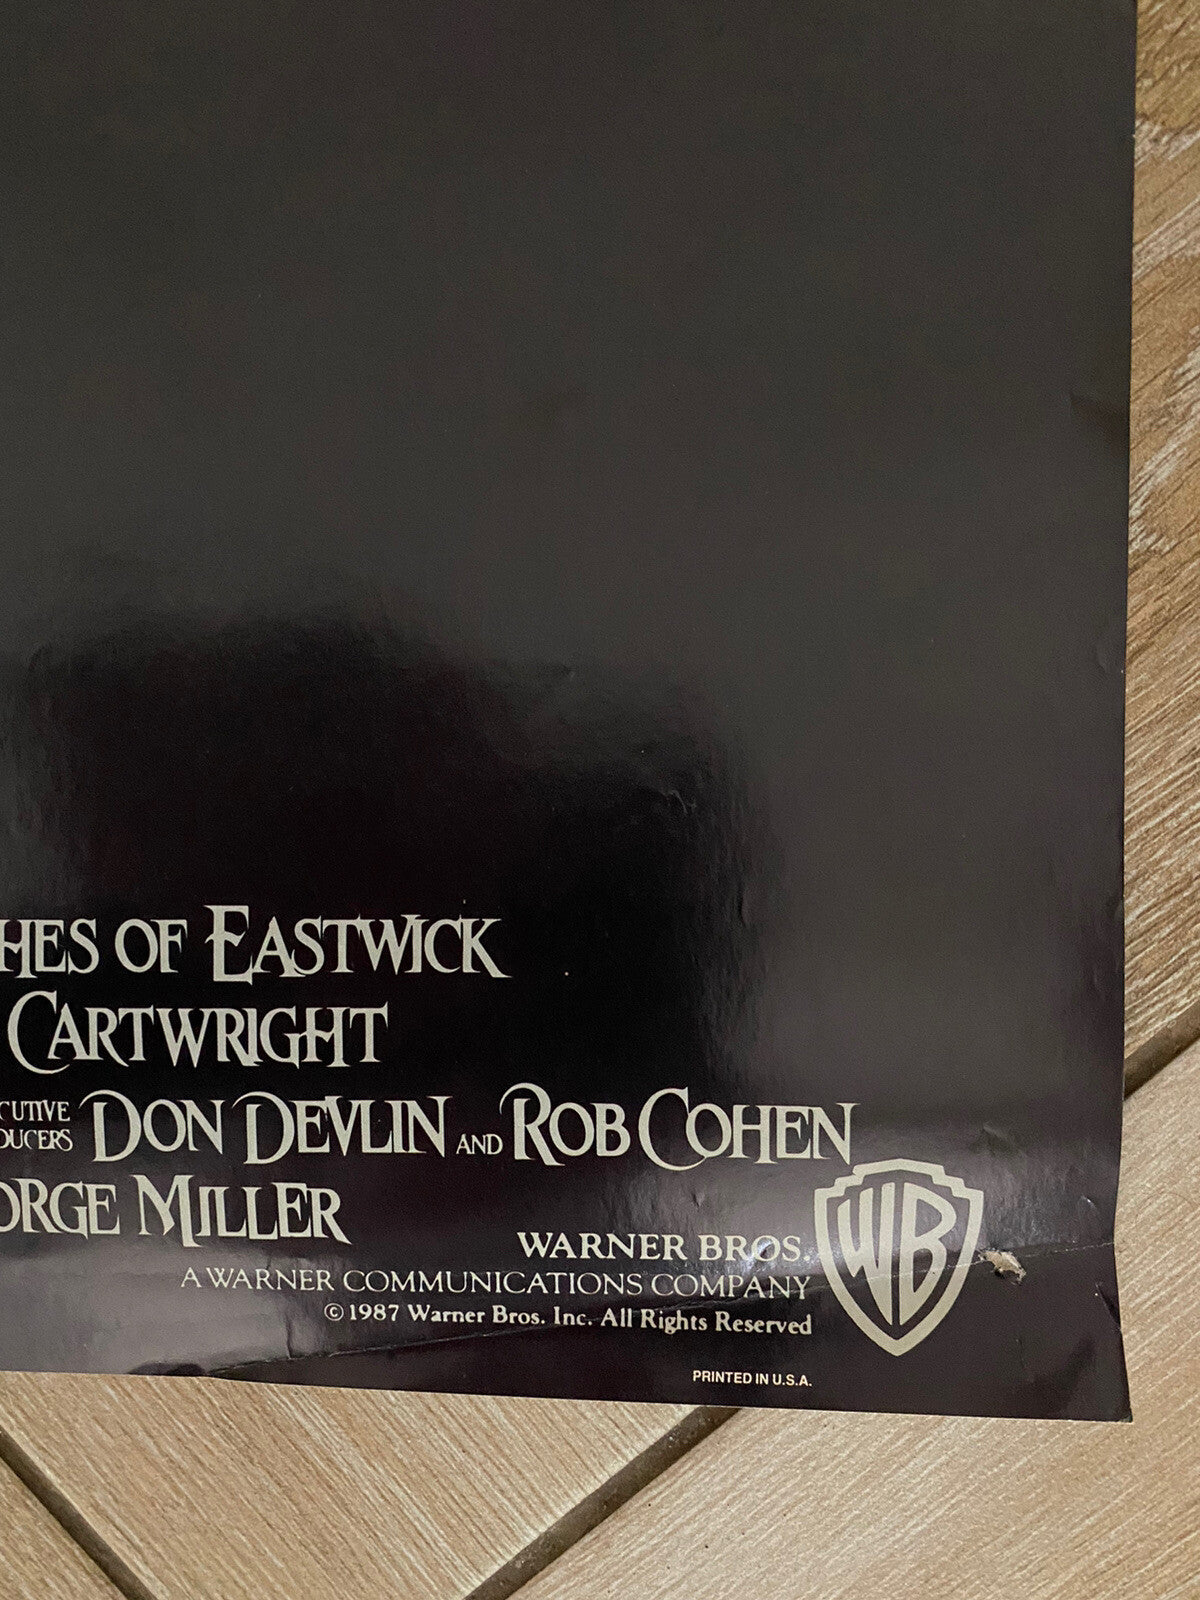 HES OF EASTWICK
CARTWRIGHT
CUTIVE
DUCERS DON DEVLIN AND ROB COHEN
ORGE MILLER
WARNER BROS.
A WARNER COMMUNICATIONS COMPANY
© 1987 Warner Bros. Inc. All Rights Reserved
WB
PRINTED IN U.S.A.